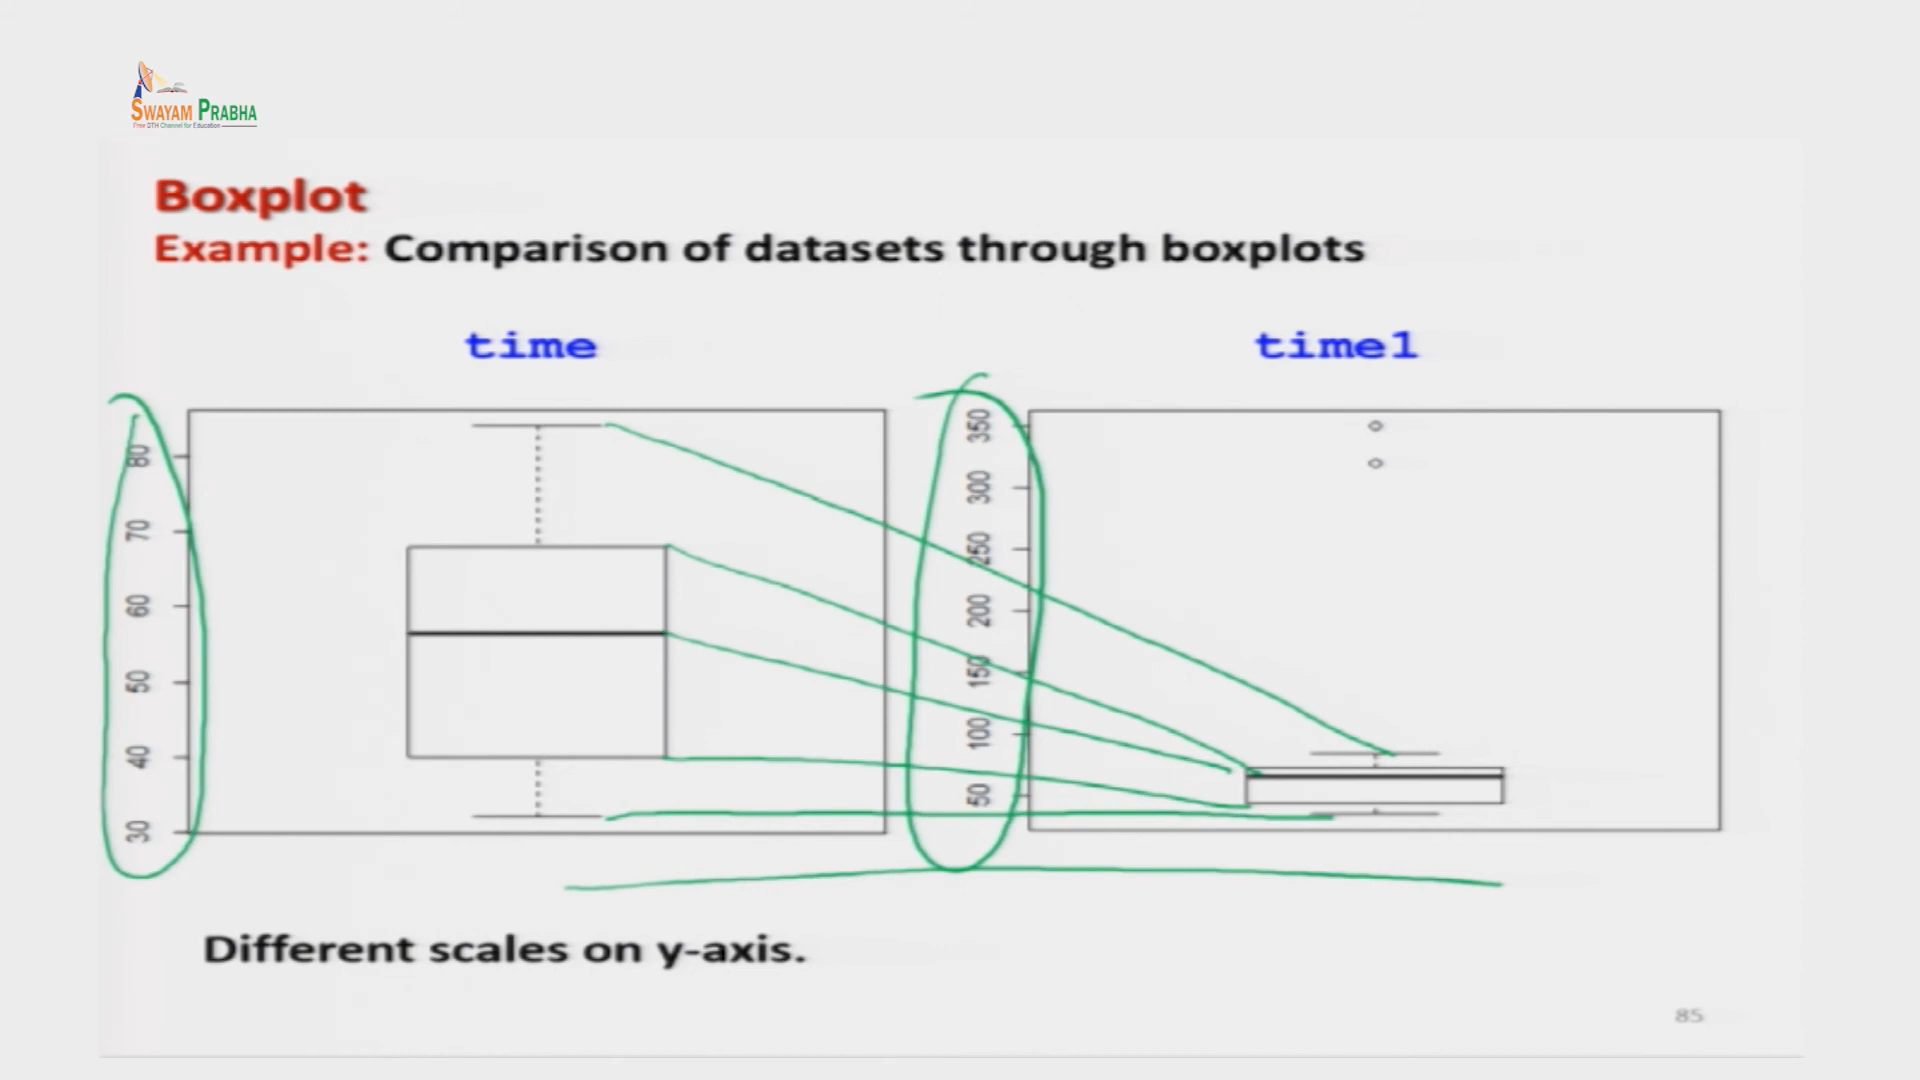 SWAYAM PRABHA
Free DTH Channel for Education
Boxplot
Example: Comparison of datasets through boxplots
time
time1
80
70
60
50
40
30
350
300
250
200
150
100
50
Different scales on y-axis.
85